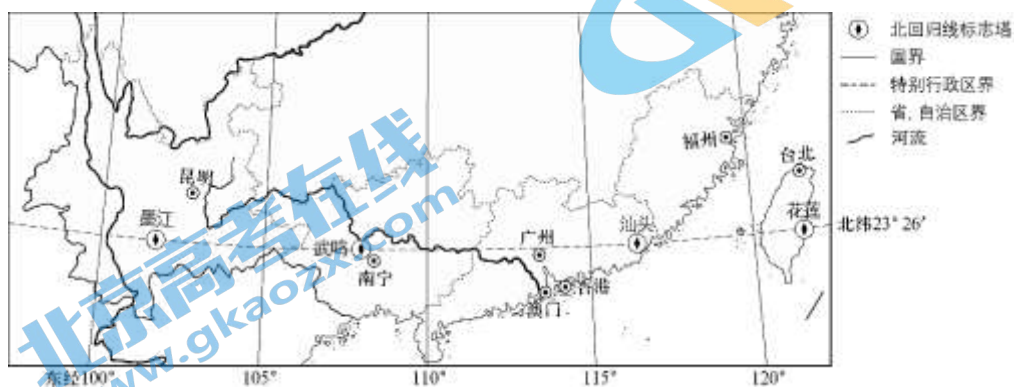 北回归线标志塔
国界
特别行政区界
省、自治区界
河流
福州
台北
昆明
墨江
汕头
花莲
北纬23°26′
武鸣
广州
南宁
香港
澳门
东经100°
105°
110°
115°
120°
北京高考在线
www.gkaozx.com